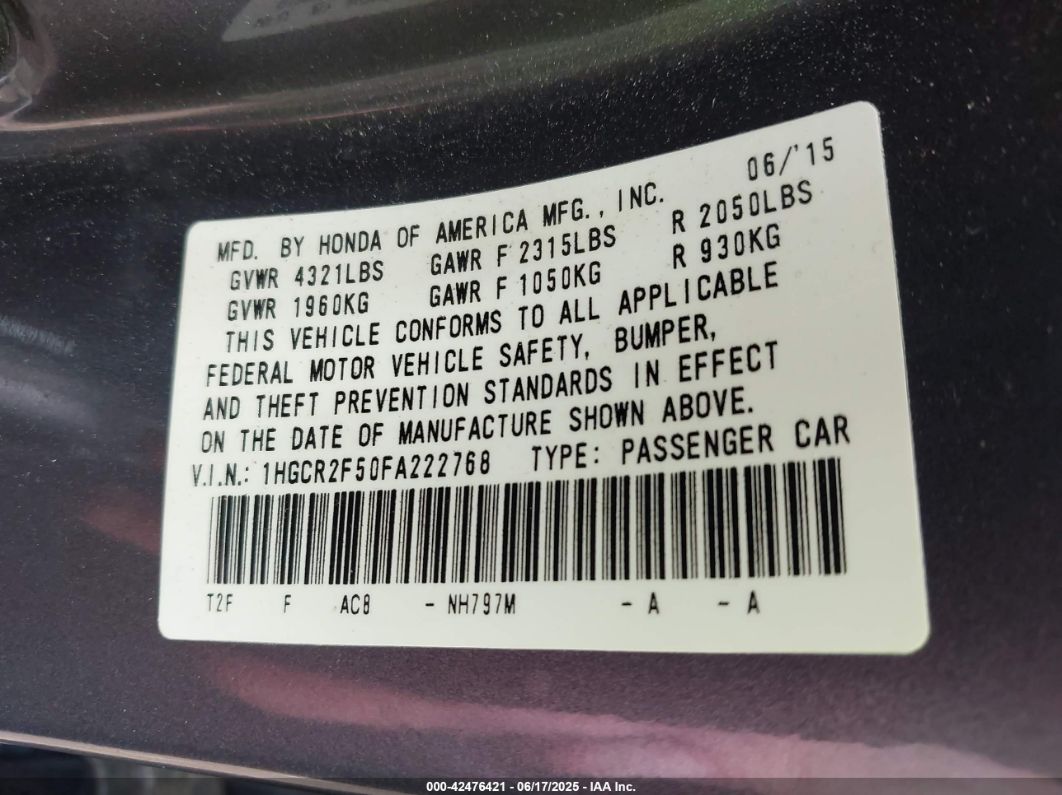 06/'15
MFD. BY HONDA OF AMERICA MFG., INC.
GVWR 4321LBS GAWR F 2315LBS R 2050LBS
GVWR 1960KG GAWR F 1050KG R 930KG
THIS VEHICLE CONFORMS TO ALL APPLICABLE
FEDERAL MOTOR VEHICLE SAFETY, BUMPER,
AND THEFT PREVENTION STANDARDS IN EFFECT
ON THE DATE OF MANUFACTURE SHOWN ABOVE.
V.I.N.: 1HGCR2F50FA222768 TYPE: PASSENGER CAR
T2F F AC8 - NH797M - A - A
000-42476421 - 06/17/2025 - IAA Inc.